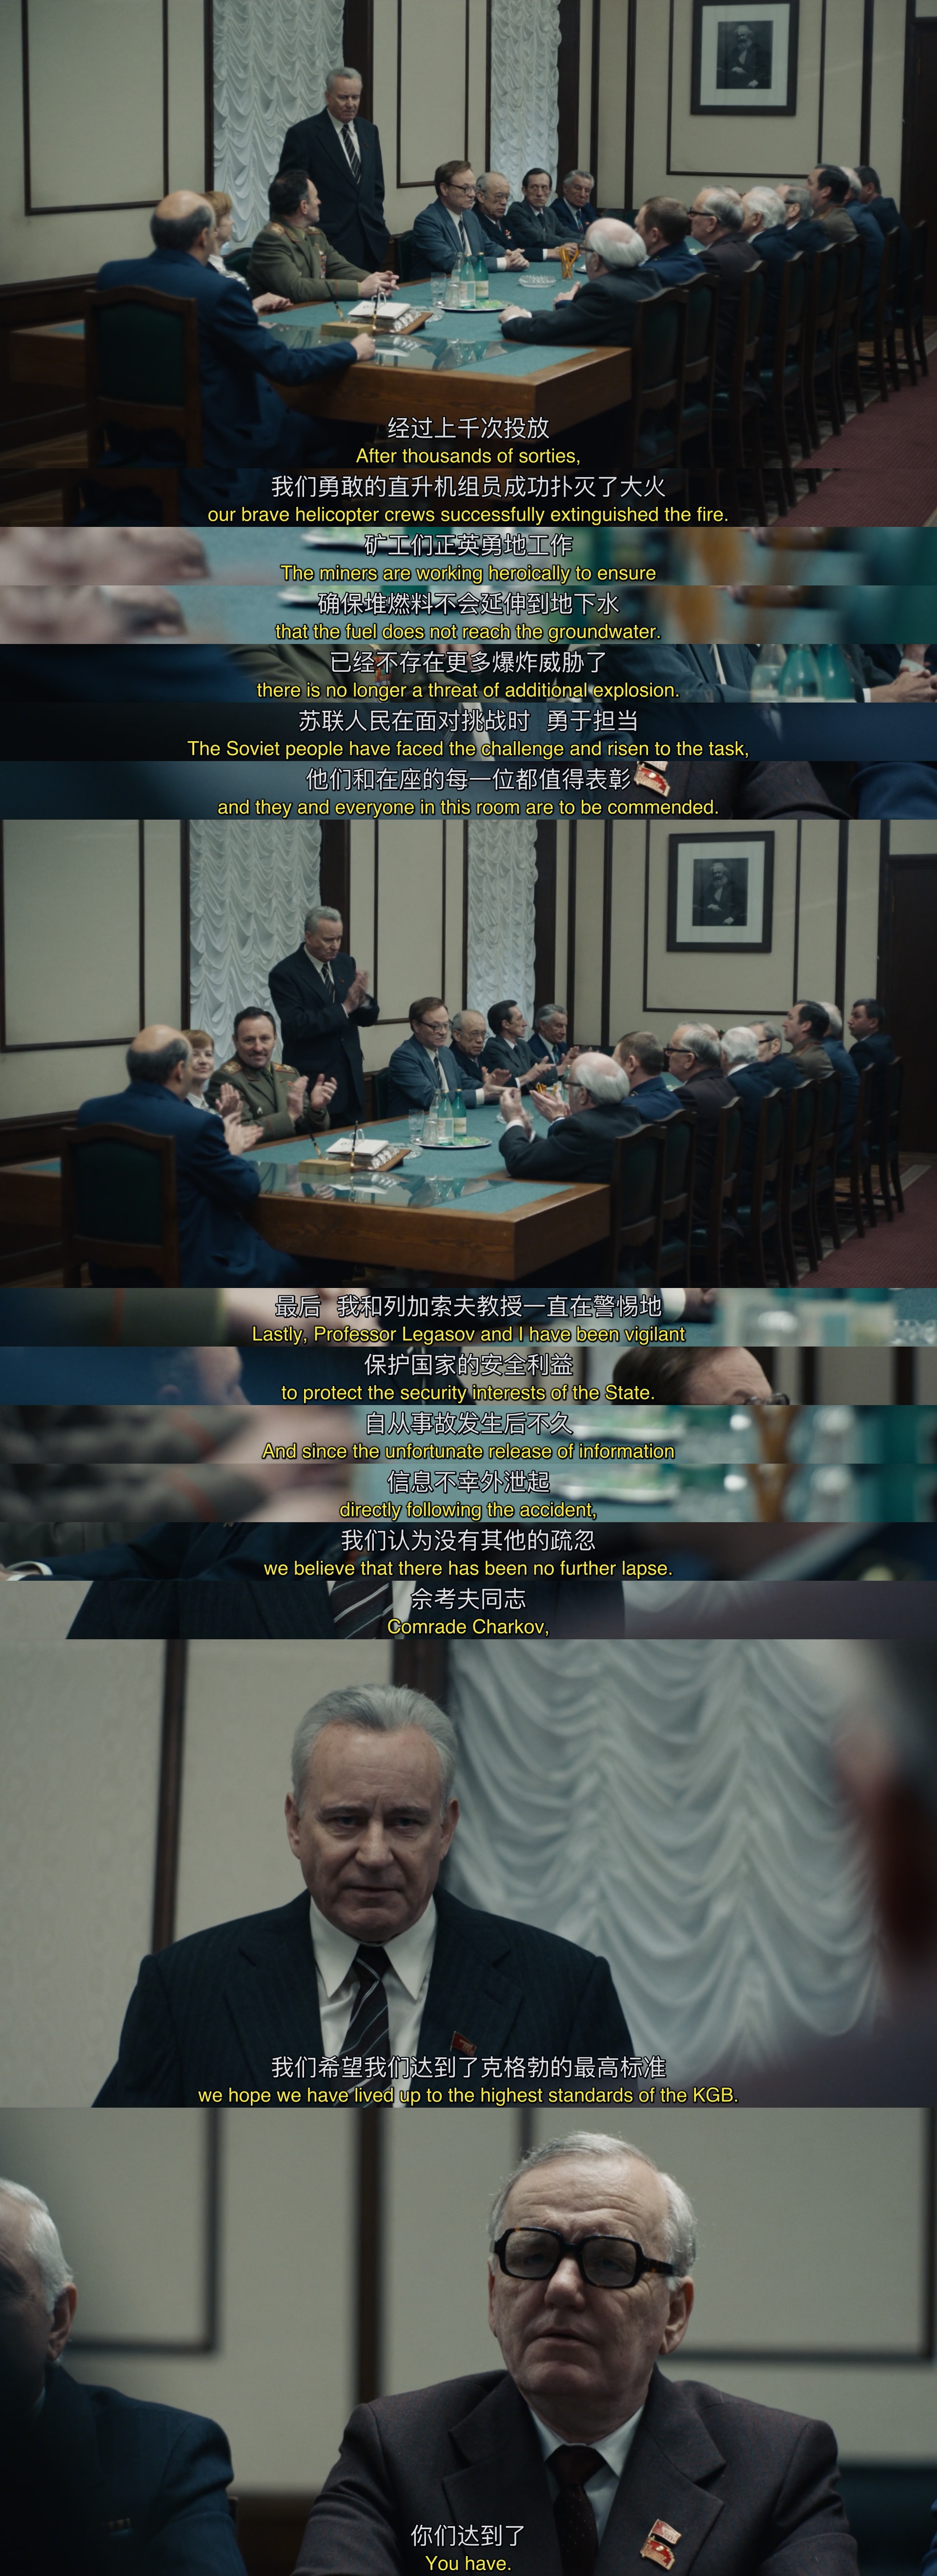 经过上千次投放
After thousands of sorties,
我们勇敢的直升机组员成功扑灭了大火
our brave helicopter crews successfully extinguished the fire.
矿工们正英勇地工作
The miners are working heroically to ensure
确保堆燃料不会延伸到地下水
that the fuel does not reach the groundwater.
已经不存在更多爆炸威胁了
there is no longer a threat of additional explosion.
苏联人民在面对挑战时 勇于担当
The Soviet people have faced the challenge and risen to the task,
他们和在座的每一位都值得表彰
and they and everyone in this room are to be commended.
最后 我和列加索夫教授一直在警惕地
Lastly, Professor Legasov and I have been vigilant
保护国家的安全利益
to protect the security interests of the State.
自从事故发生后不久
And since the unfortunate release of information
信息不幸外泄起
directly following the accident,
我们认为没有其他的疏忽
we believe that there has been no further lapse.
佘考夫同志
Comrade Charkov,
我们希望我们达到了克格勃的最高标准
we hope we have lived up to the highest standards of the KGB.
你们达到了
You have.